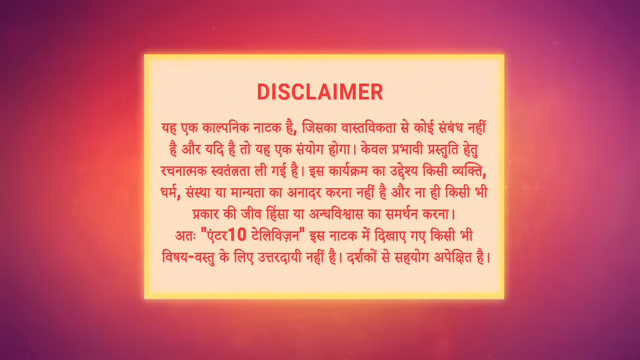 DISCLAIMER
यह एक काल्पनिक नाटक है, जिसका वास्तविकता से कोई संबंध नहीं
है और यदि है तो यह एक संयोग होगा। केवल प्रभावी प्रस्तुति हेतु
रचनात्मक स्वतंत्रता ली गई है। इस कार्यक्रम का उद्देश्य किसी व्यक्ति,
धर्म, संस्था या मान्यता का अनादर करना नहीं है और ना ही किसी भी
प्रकार की जीव हिंसा या अन्धविश्वास का समर्थन करना।
अतः "एंटर10 टेलिविज़न" इस नाटक में दिखाए गए किसी भी
विषय-वस्तु के लिए उत्तरदायी नहीं है। दर्शकों से सहयोग अपेक्षित है।